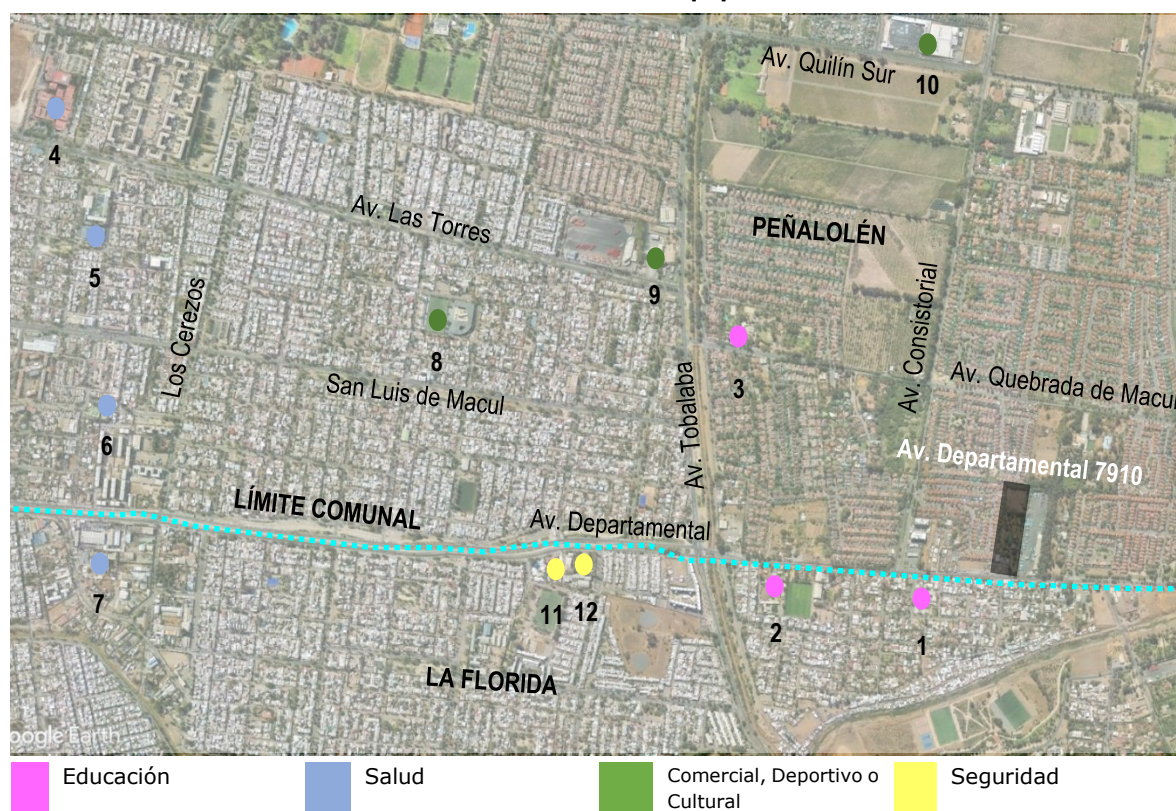 Av. Quilín Sur
10
4
Av. Las Torres
PEÑALOLÉN
5
9
Los Cerezos
Av. Consistorial
8
3
San Luis de Macul
Av. Tobalaba
Av. Quebrada de Macul
6
Av. Departamental 7910
LÍMITE COMUNAL
Av. Departamental
7
11
12
2
1
LA FLORIDA
oogle Earth
Educación
Salud
Comercial, Deportivo o
Cultural
Seguridad